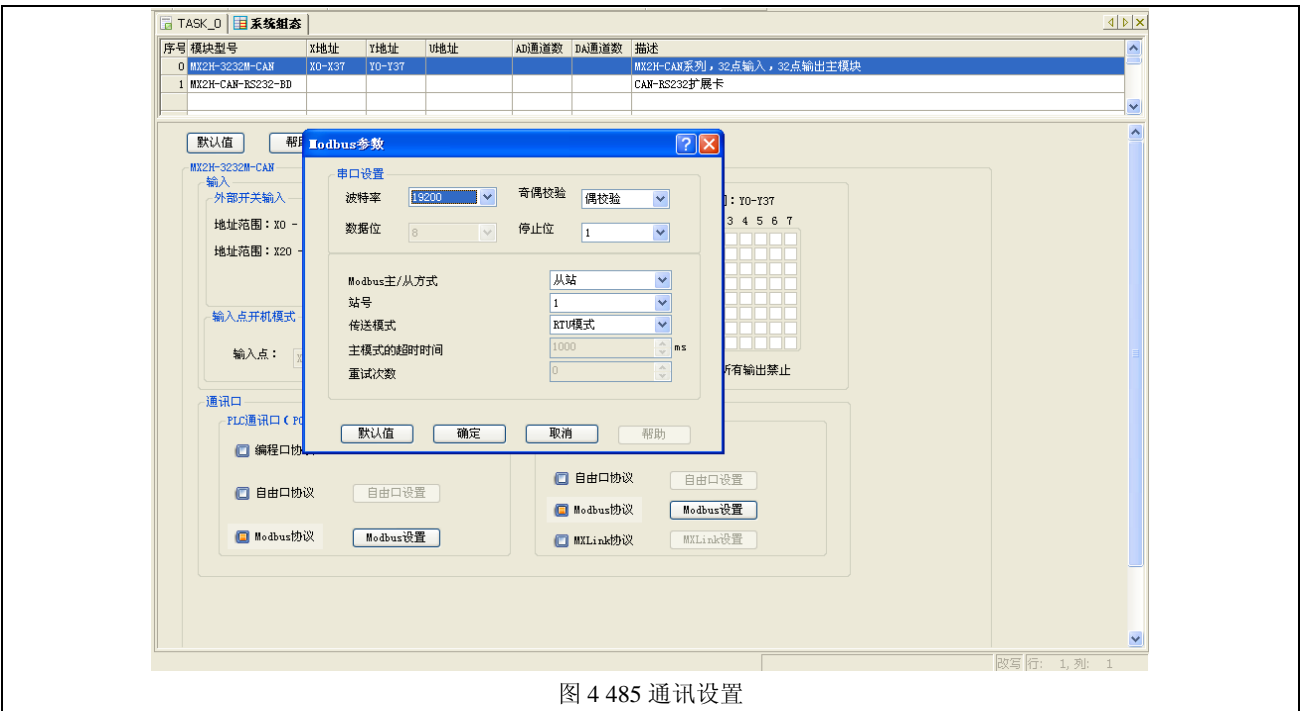 TASK_0 系统组态
序号 模块型号 X地址 Y地址 U地址 AD通道数 DA通道数 描述
0 MX2H-3232M-CAN X0-X37 Y0-Y37 MX2H-CAN系列，32点输入，32点输出主模块
1 MX2H-CAN-RS232-BD CAN-RS232扩展卡
默认值
Modbus参数
MX2H-3232M-CAN
输入
外部开关输入
地址范围：X0 -
地址范围：X20 -
输入点开机模式
输入点：
串口设置
波特率 19200 奇偶校验 偶校验
数据位 8 停止位 1
Modbus主/从方式 从站
站号 1
传送模式 RTU模式
主模式的超时时间 1000 ms
重试次数 0
默认值 确定 取消 帮助
：Y0-Y37
3 4 5 6 7
所有输出禁止
通讯口
PLC通讯口（PO
编程口协
自由口协议 自由口设置
Modbus协议 Modbus设置
自由口协议 自由口设置
Modbus协议 Modbus设置
MXLink协议 MXLink设置
改写 行: 1,列: 1
图 4 485 通讯设置